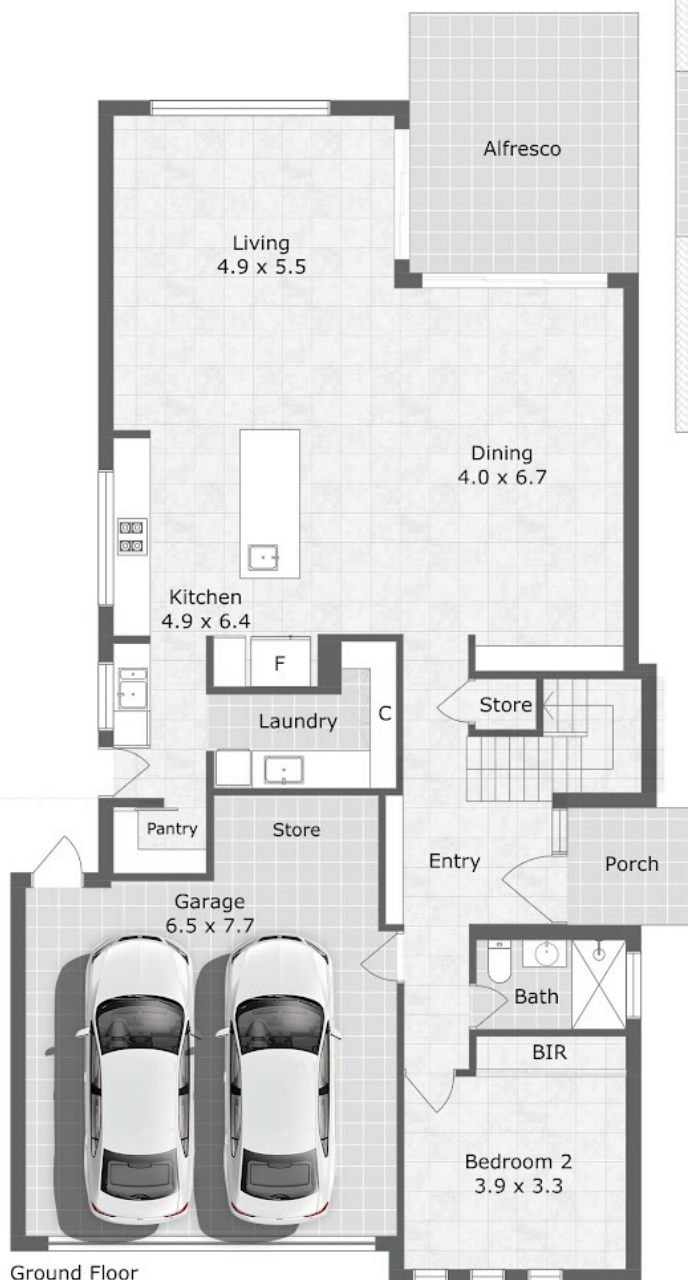 Alfresco
Living
4.9 x 5.5
Dining
4.0 x 6.7
Kitchen
4.9 x 6.4
F
Store
Laundry
C
Pantry
Store
Entry
Porch
Garage
6.5 x 7.7
Bath
BIR
Bedroom 2
3.9 x 3.3
Ground Floor